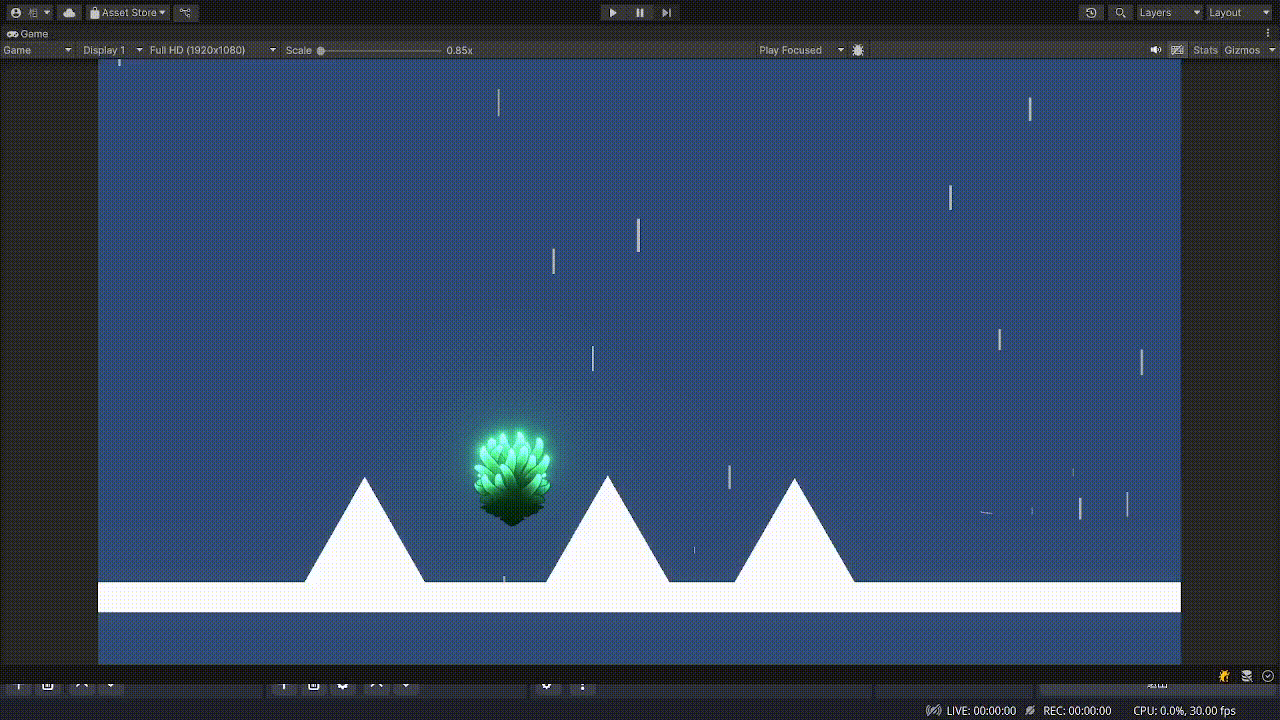 Asset Store Layers Layout
Game
Game Display 1 Full HD (1920x1080) Scale 0.85x Play Focused Stats Gizmos
LIVE: 00:00:00 REC: 00:00:00 CPU: 0.0%, 30.00 fps